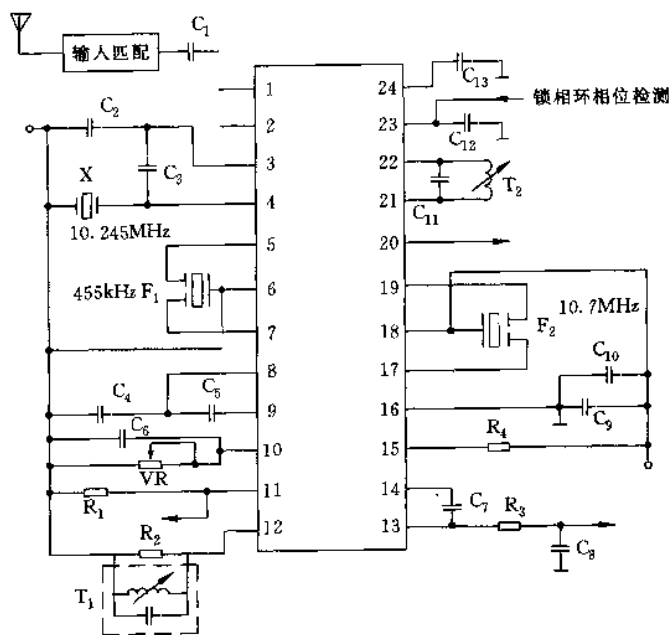 C₁
输入匹配
1
2
3
4
5
6
7
8
9
10
11
12
24
23
22
21
20
19
18
17
16
15
14
13
C₂
C₃
X
10.245MHz
455kHz F₁
C₄
C₅
C₆
VR
R₁
R₂
T₁
C₁₃
锁相环相位检测
C₁₂
T₂
C₁₁
10.7MHz
F₂
C₁₀
C₉
R₄
C₇
R₃
C₈